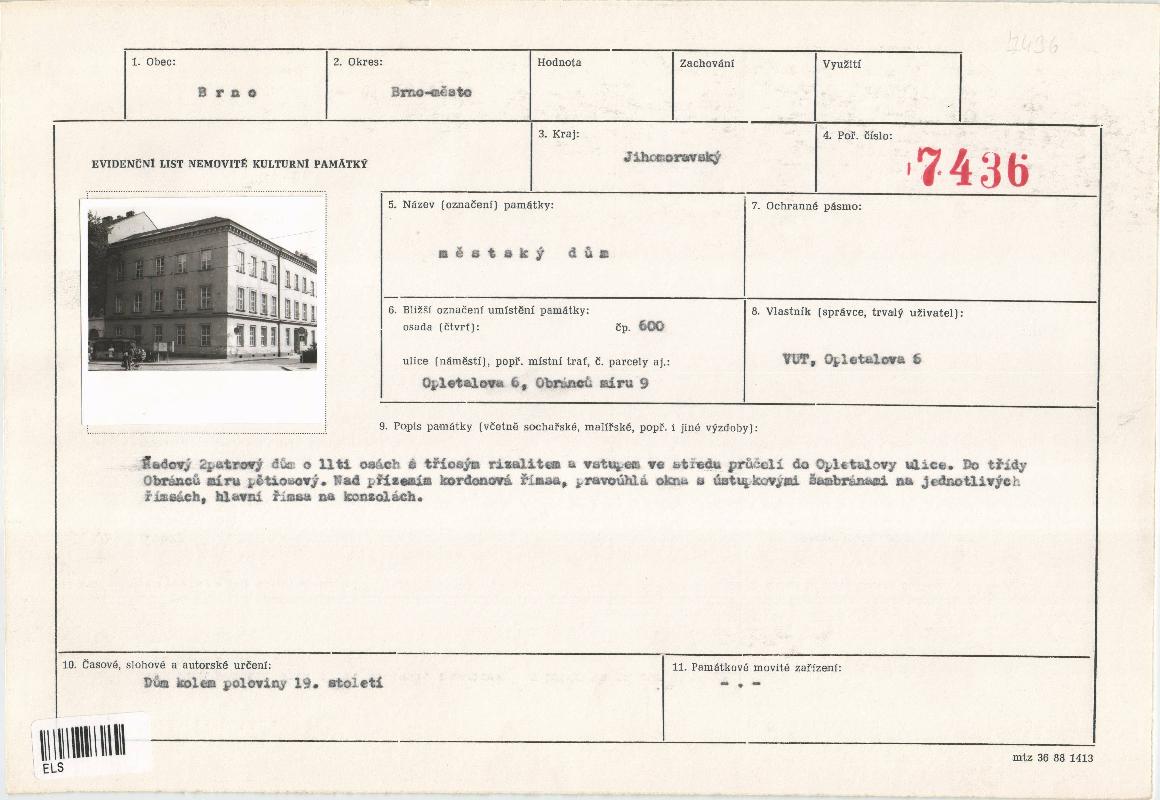 7436
1. Obec:
Brno
2. Okres:
Brno-město
Hodnota
Zachování
Využití
EVIDENČNÍ LIST NEMOVITÉ KULTURNÍ PAMÁTKY
3. Kraj:
Jihomoravský
4. Poř. číslo:
7436
5. Název (označení) památky:
městský dům
7. Ochranné pásmo:
6. Bližší označení umístění památky:
osada (čtvrť):
čp. 600
ulice (náměstí), popř. místní trať, č. parcely aj.:
Opletalova 6, Obránců míru 9
8. Vlastník (správce, trvalý uživatel):
VUT, Opletalova 6
9. Popis památky (včetně sochařské, malířské, popř. i jiné výzdoby):
Řadový 2patrový dům o 11ti osách s tříosým rizalitem a vstupem ve středu průčelí do Opletalovy ulice. Do třídy
Obránců míru pětiosový. Nad přízemím kordonová římsa, pravoúhlá okna s ústupkovými šambránami na jednotlivých
římsách, hlavní římsa na konzolách.
10. Časové, slohové a autorské určení:
Dům kolem poloviny 19. století
11. Památkové movité zařízení:
- . -
ELS
mtz 36 88 1413